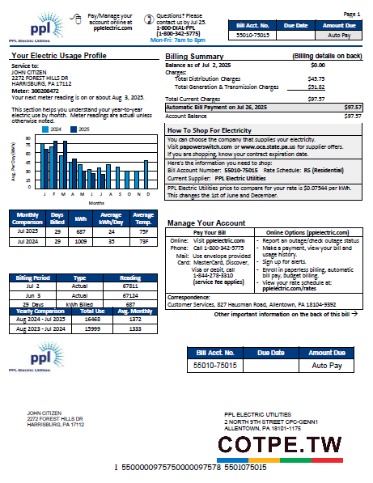 Page 1
ppl
PPL Electric Utilities
Pay/Manage your
account online at
pplelectric.com
Questions? Please
contact us by Jul 25.
1-800-DIAL-PPL
(1-800-342-5775)
Mon-Fri: 7am to 8pm
Bill Acct. No. Due Date Amount Due
55010-75015 Auto Pay
Your Electric Usage Profile
Service to:
JOHN CITIZEN
2272 FOREST HILLS DR
HARRISBURG, PA 17112
Meter: 300200472
Your next meter reading is on or about Aug 3, 2025.
This section helps you understand your year-to-year
electric use by month. Meter readings are actual unless
otherwise noted.
2024 2025
Avg. Per Day (kWh)
J F M A M J J A S O N D
Months
Monthly Comparison Days Billed kWh Average kWh/Day Average Temp.
Jul 2025 29 687 24 75F
Jul 2024 29 1009 35 79F
Billing Period Type Reading
Jul 2 Actual 67811
Jun 3 Actual 67124
29 Days kWh Billed 687
Yearly Comparison Total Use Avg. Monthly
Aug 2024 - Jul 2025 16468 1372
Aug 2023 - Jul 2024 15999 1333
Billing Summary (Billing details on back)
Balance as of Jul 2, 2025 $0.00
Charges:
Total Distribution Charges $45.75
Total Generation & Transmission Charges $51.82
Total Current Charges $97.57
Automatic Bill Payment on Jul 26, 2025 $97.57
Account Balance $97.57
How To Shop For Electricity
You can choose the company that supplies your electricity.
Visit papowerswitch.com or www.oca.state.pa.us for supplier offers.
If you are shopping, know your contract expiration date.
Here's the information you need to shop:
Bill Account Number: 55010-75015 Rate Schedule: RS (Residential)
Current Supplier: PPL Electric Utilities
PPL Electric Utilities price to compare for your rate is $0.07544 per kWh.
This changes the 1st of June and December.
Manage Your Account
Pay Your Bill
Online: Visit pplelectric.com
Phone: Call 1-800-342-5775
Mail: Use envelope provided
Card: MasterCard, Discover,
Visa or debit, call
1-844-278-3310
(service fee applies)
Online Options (pplelectric.com)
- Report an outage/check outage status
- Make a payment, view your bill and
usage history.
- Sign up for alerts.
- Enroll in paperless billing, automatic
bill pay, budget billing.
- View your rate schedule at:
pplelectric.com/rates
Correspondence:
Customer Services, 827 Hausman Road, Allentown, PA 18104-9392
Other important information on the back of this bill →
ppl
PPL Electric Utilities
Bill Acct. No. Due Date Amount Due
55010-75015 Auto Pay
JOHN CITIZEN
2272 FOREST HILLS DR
HARRISBURG, PA 17112
PPL ELECTRIC UTILITIES
2 NORTH 9TH STREET CPC-GENN1
ALLENTOWN, PA 18101-1175
COTPE.TW
1 5500000975750000097578 5501075015